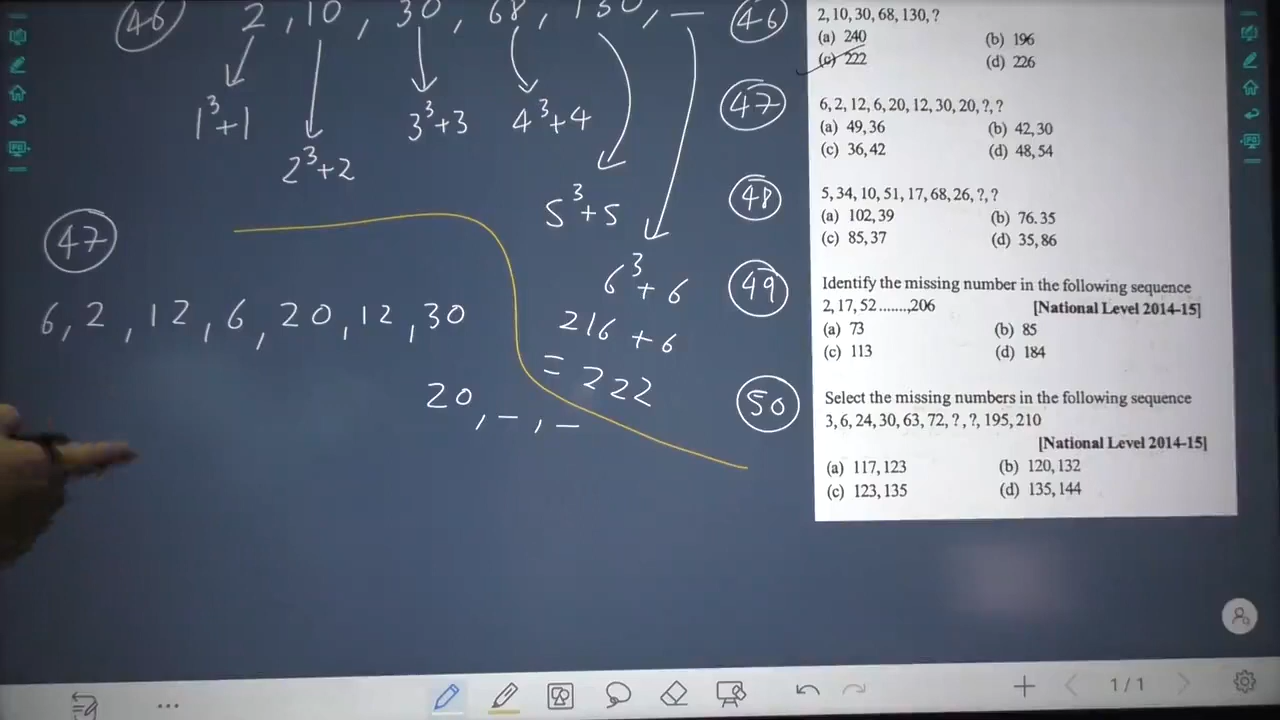 46 2, 10, 30, 68, 130, _
1³+1
2³+2
3³+3
4³+4
5³+5
6³+6
216 + 6
= 222
47
6, 2, 12, 6, 20, 12, 30
20, _, _
46
2, 10, 30, 68, 130, ?
(a) 240 (b) 196
(c) 222 (d) 226
47
6, 2, 12, 6, 20, 12, 30, 20, ?, ?
(a) 49, 36 (b) 42, 30
(c) 36, 42 (d) 48, 54
48
5, 34, 10, 51, 17, 68, 26, ?, ?
(a) 102, 39 (b) 76. 35
(c) 85, 37 (d) 35, 86
49
Identify the missing number in the following sequence
2, 17, 52........,206 [National Level 2014-15]
(a) 73 (b) 85
(c) 113 (d) 184
50
Select the missing numbers in the following sequence
3, 6, 24, 30, 63, 72, ?, ?, 195, 210
[National Level 2014-15]
(a) 117, 123 (b) 120, 132
(c) 123, 135 (d) 135, 144
1/1